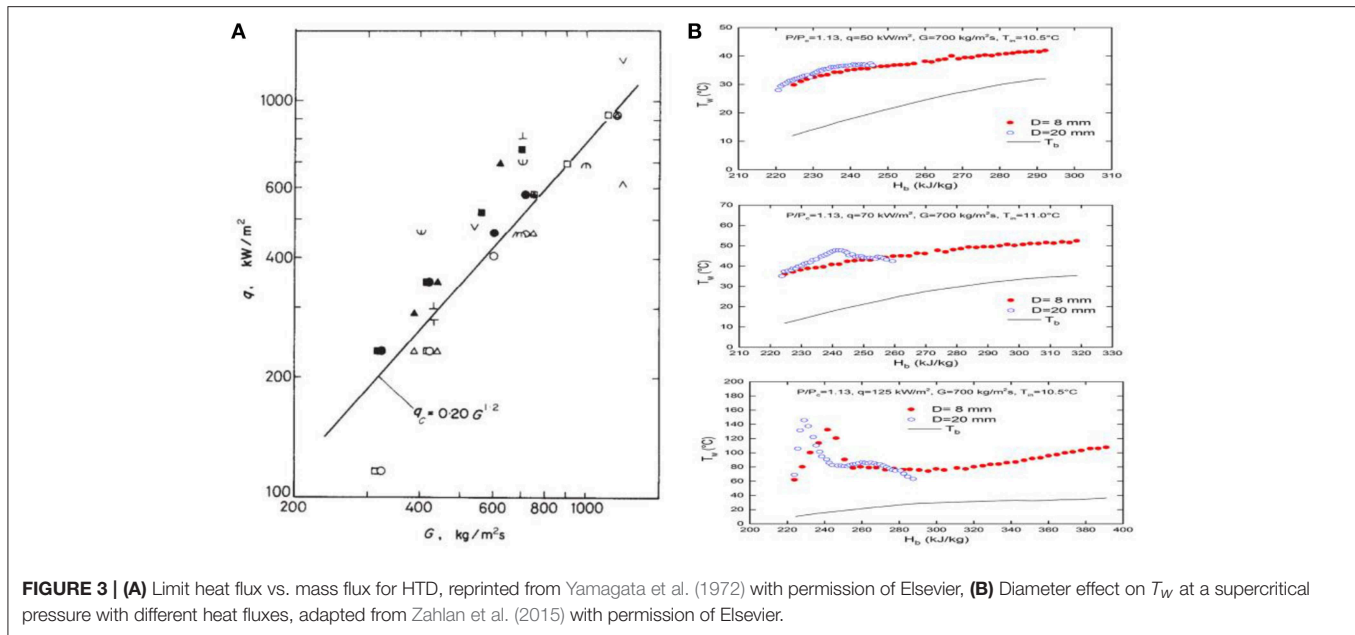 A
1000
800
600
400
200
100
q, kW/m²
200
400
600
800
1000
G, kg/m²s
q_c = 0·20 G^1·2
B
P/P_c=1.13, q=50 kW/m², G=700 kg/m²s, T_in=10.5°C
50
40
30
20
10
0
T_w (°C)
D= 8 mm
D=20 mm
T_b
210 220 230 240 250 260 270 280 290 300 310
H_b (kJ/kg)
P/P_c=1.13, q=70 kW/m², G=700 kg/m²s, T_in=11.0°C
70
60
50
40
30
20
10
0
T_w (°C)
D= 8 mm
D=20 mm
T_b
210 220 230 240 250 260 270 280 290 300 310 320 330
H_b (kJ/kg)
P/P_c=1.13, q=125 kW/m², G=700 kg/m²s, T_in=10.5°C
200
180
160
140
120
100
80
60
40
20
0
T_w (°C)
D= 8 mm
D=20 mm
T_b
200 220 240 260 280 300 320 340 360 380 400
H_b (kJ/kg)
FIGURE 3 | (A) Limit heat flux vs. mass flux for HTD, reprinted from Yamagata et al. (1972) with permission of Elsevier, (B) Diameter effect on T_W at a supercritical
pressure with different heat fluxes, adapted from Zahlan et al. (2015) with permission of Elsevier.